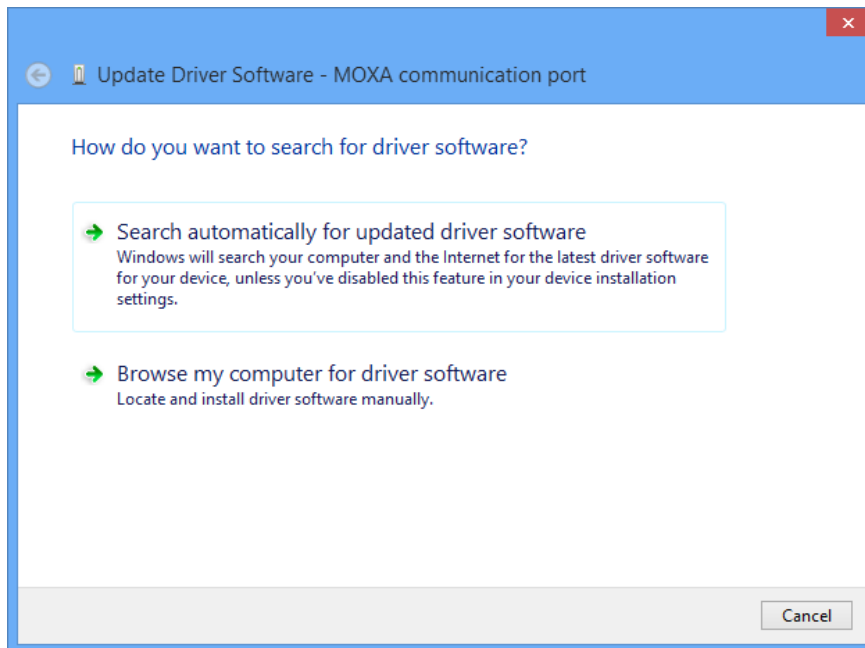 Update Driver Software - MOXA communication port
How do you want to search for driver software?
Search automatically for updated driver software
Windows will search your computer and the Internet for the latest driver software
for your device, unless you've disabled this feature in your device installation
settings.
Browse my computer for driver software
Locate and install driver software manually.
Cancel